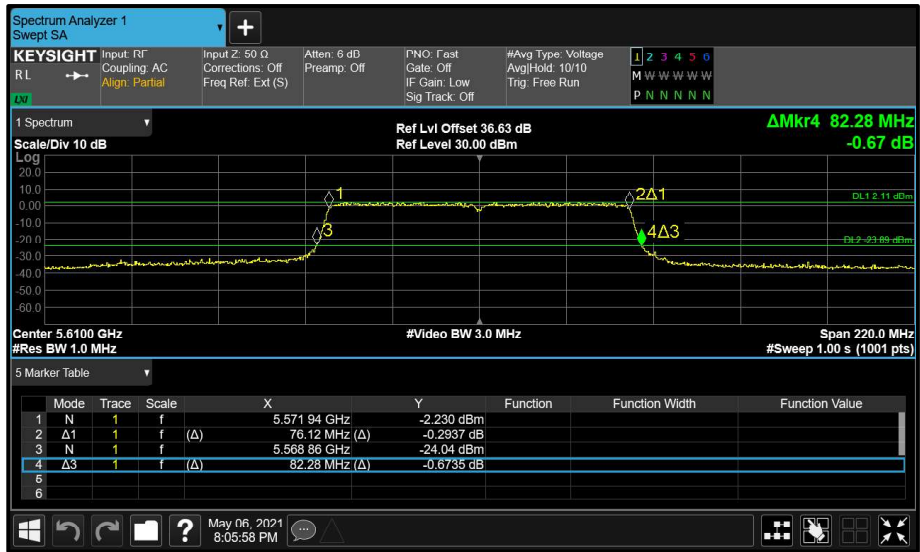 Spectrum Analyzer 1
Swept SA
+
KEYSIGHT Input: RF Input Z: 50 Ω Atten: 6 dB PNO: Fast #Avg Type: Voltage 1 2 3 4 5 6
RL Coupling: AC Corrections: Off Preamp: Off Gate: Off Avg|Hold: 10/10 M W W W W W
Align: Partial Freq Ref: Ext (S) IF Gain: Low Trig: Free Run
LXI Sig Track: Off P N N N N N
1 Spectrum Ref Lvl Offset 36.63 dB ΔMkr4 82.28 MHz
Scale/Div 10 dB Ref Level 30.00 dBm -0.67 dB
Log
20.0
10.0 1 2Δ1
0.00 DL1 2.11 dBm
-10.0
-20.0 3 4Δ3 DL2 -23.89 dBm
-30.0
-40.0
-50.0
-60.0
Center 5.6100 GHz #Video BW 3.0 MHz Span 220.0 MHz
#Res BW 1.0 MHz #Sweep 1.00 s (1001 pts)
5 Marker Table
Mode Trace Scale X Y Function Function Width Function Value
1 N 1 f 5.571 94 GHz -2.230 dBm
2 Δ1 1 f (Δ) 76.12 MHz (Δ) -0.2937 dB
3 N 1 f 5.568 86 GHz -24.04 dBm
4 Δ3 1 f (Δ) 82.28 MHz (Δ) -0.6735 dB
5
6
? May 06, 2021
8:05:58 PM